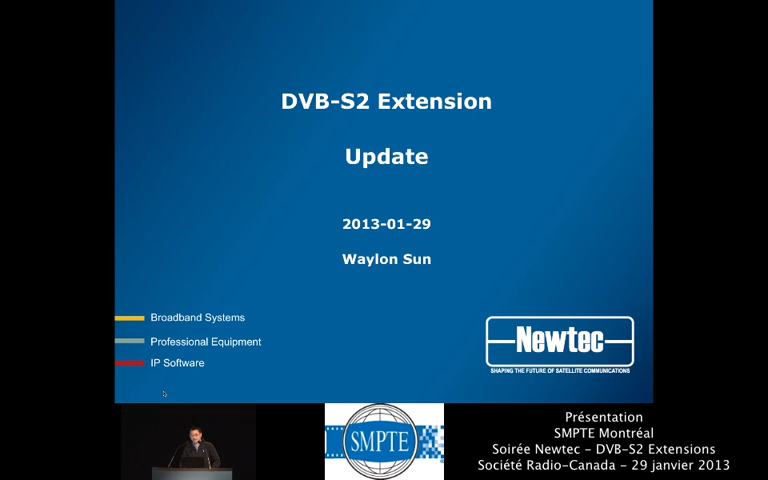 DVB-S2 Extension
Update
2013-01-29
Waylon Sun
Broadband Systems
Professional Equipment
IP Software
Newtec
SHAPING THE FUTURE OF SATELLITE COMMUNICATIONS
SMPTE
Présentation
SMPTE Montréal
Soirée Newtec - DVB-S2 Extensions
Société Radio-Canada - 29 janvier 2013